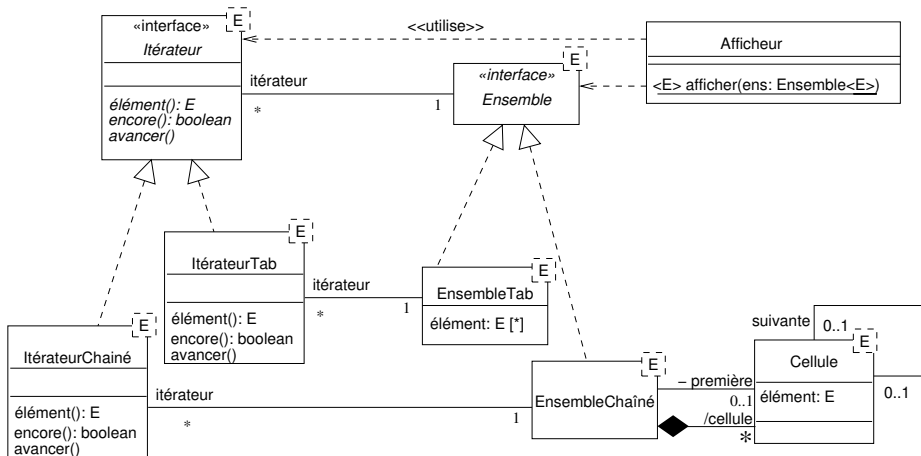 E
«interface»
Itérateur
élément(): E
encore(): boolean
avancer()
<<utilise>>
Afficheur
<E> afficher(ens: Ensemble<E>)
itérateur
*
1
E
«interface»
Ensemble
E
ItérateurTab
élément(): E
encore(): boolean
avancer()
itérateur
*
1
E
EnsembleTab
élément: E [*]
E
ItérateurChainé
élément(): E
encore(): boolean
avancer()
itérateur
*
1
E
EnsembleChaîné
– première
0..1
/cellule
*
suivante
0..1
E
Cellule
élément: E
0..1